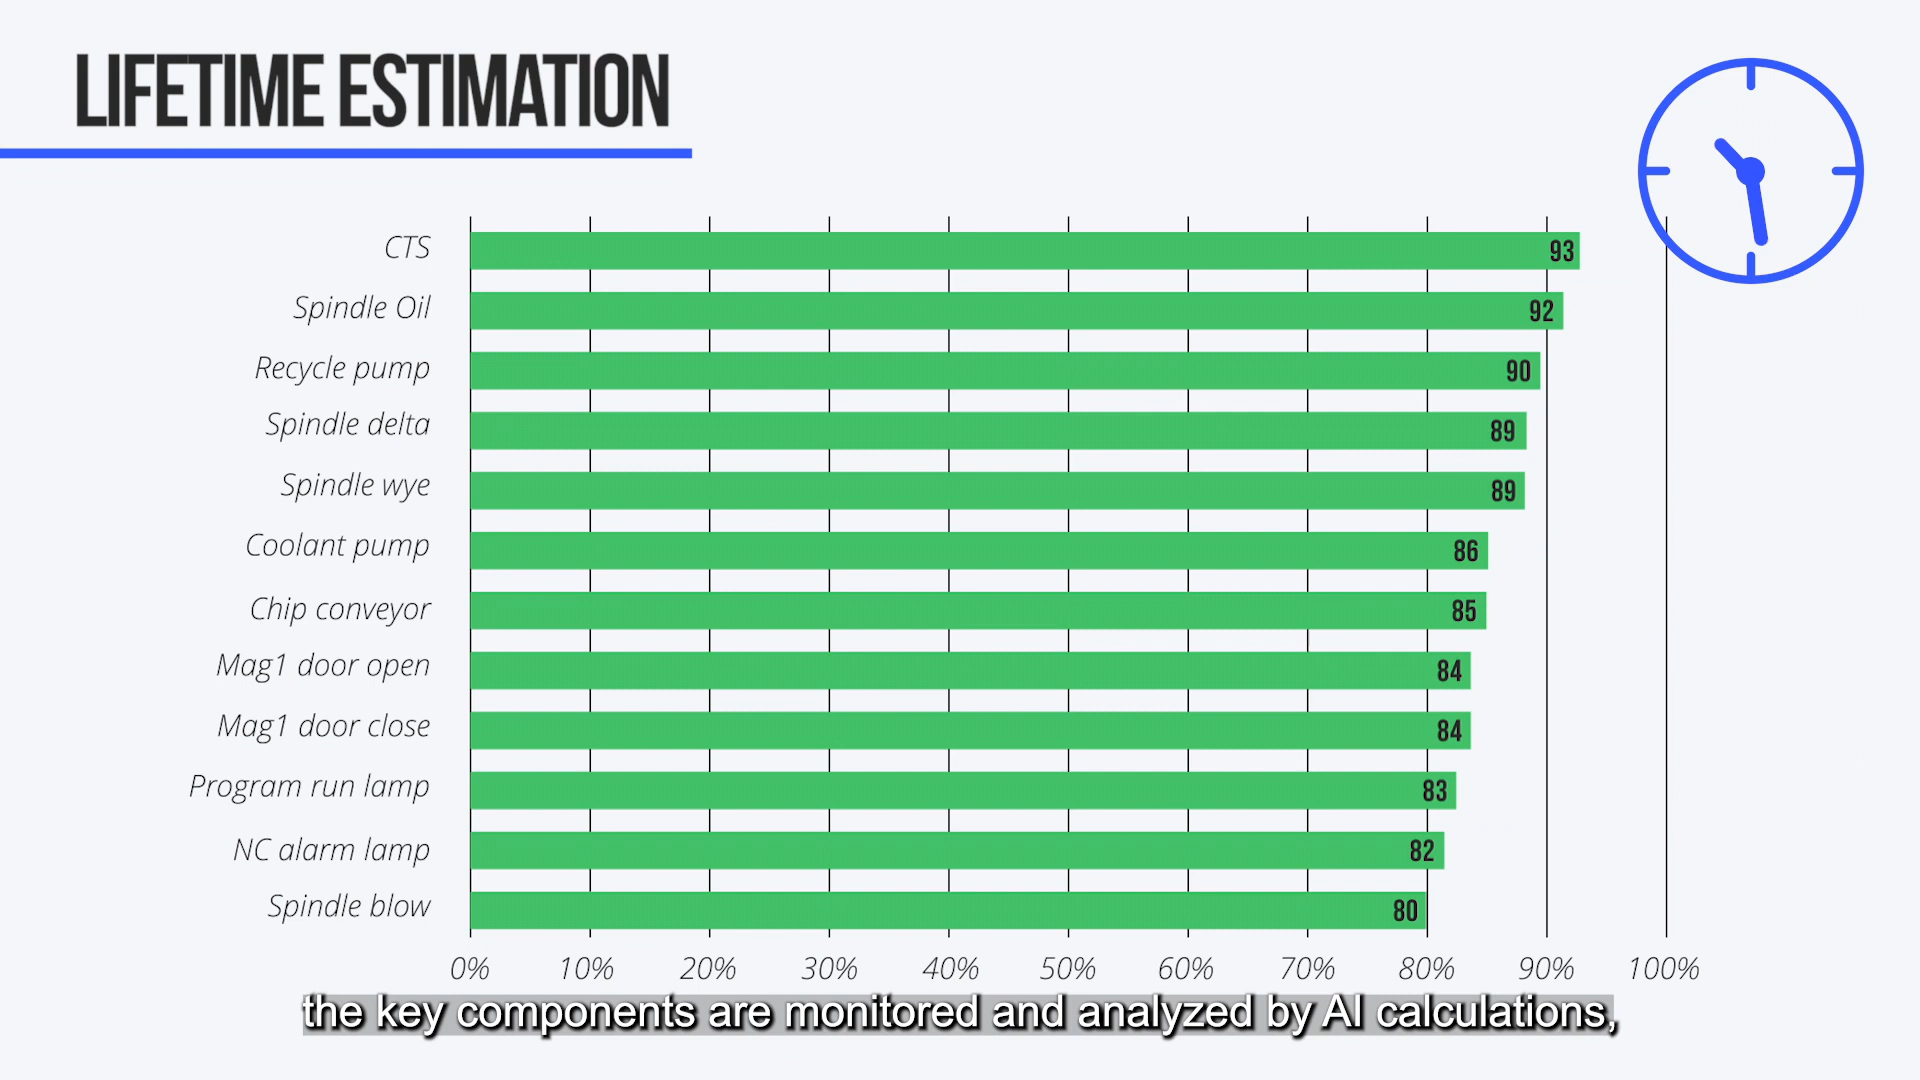 LIFETIME ESTIMATION
CTS 93
Spindle Oil 92
Recycle pump 90
Spindle delta 89
Spindle wye 89
Coolant pump 86
Chip conveyor 85
Mag1 door open 84
Mag1 door close 84
Program run lamp 83
NC alarm lamp 82
Spindle blow 80
0% 10% 20% 30% 40% 50% 60% 70% 80% 90% 100%
the key components are monitored and analyzed by AI calculations,